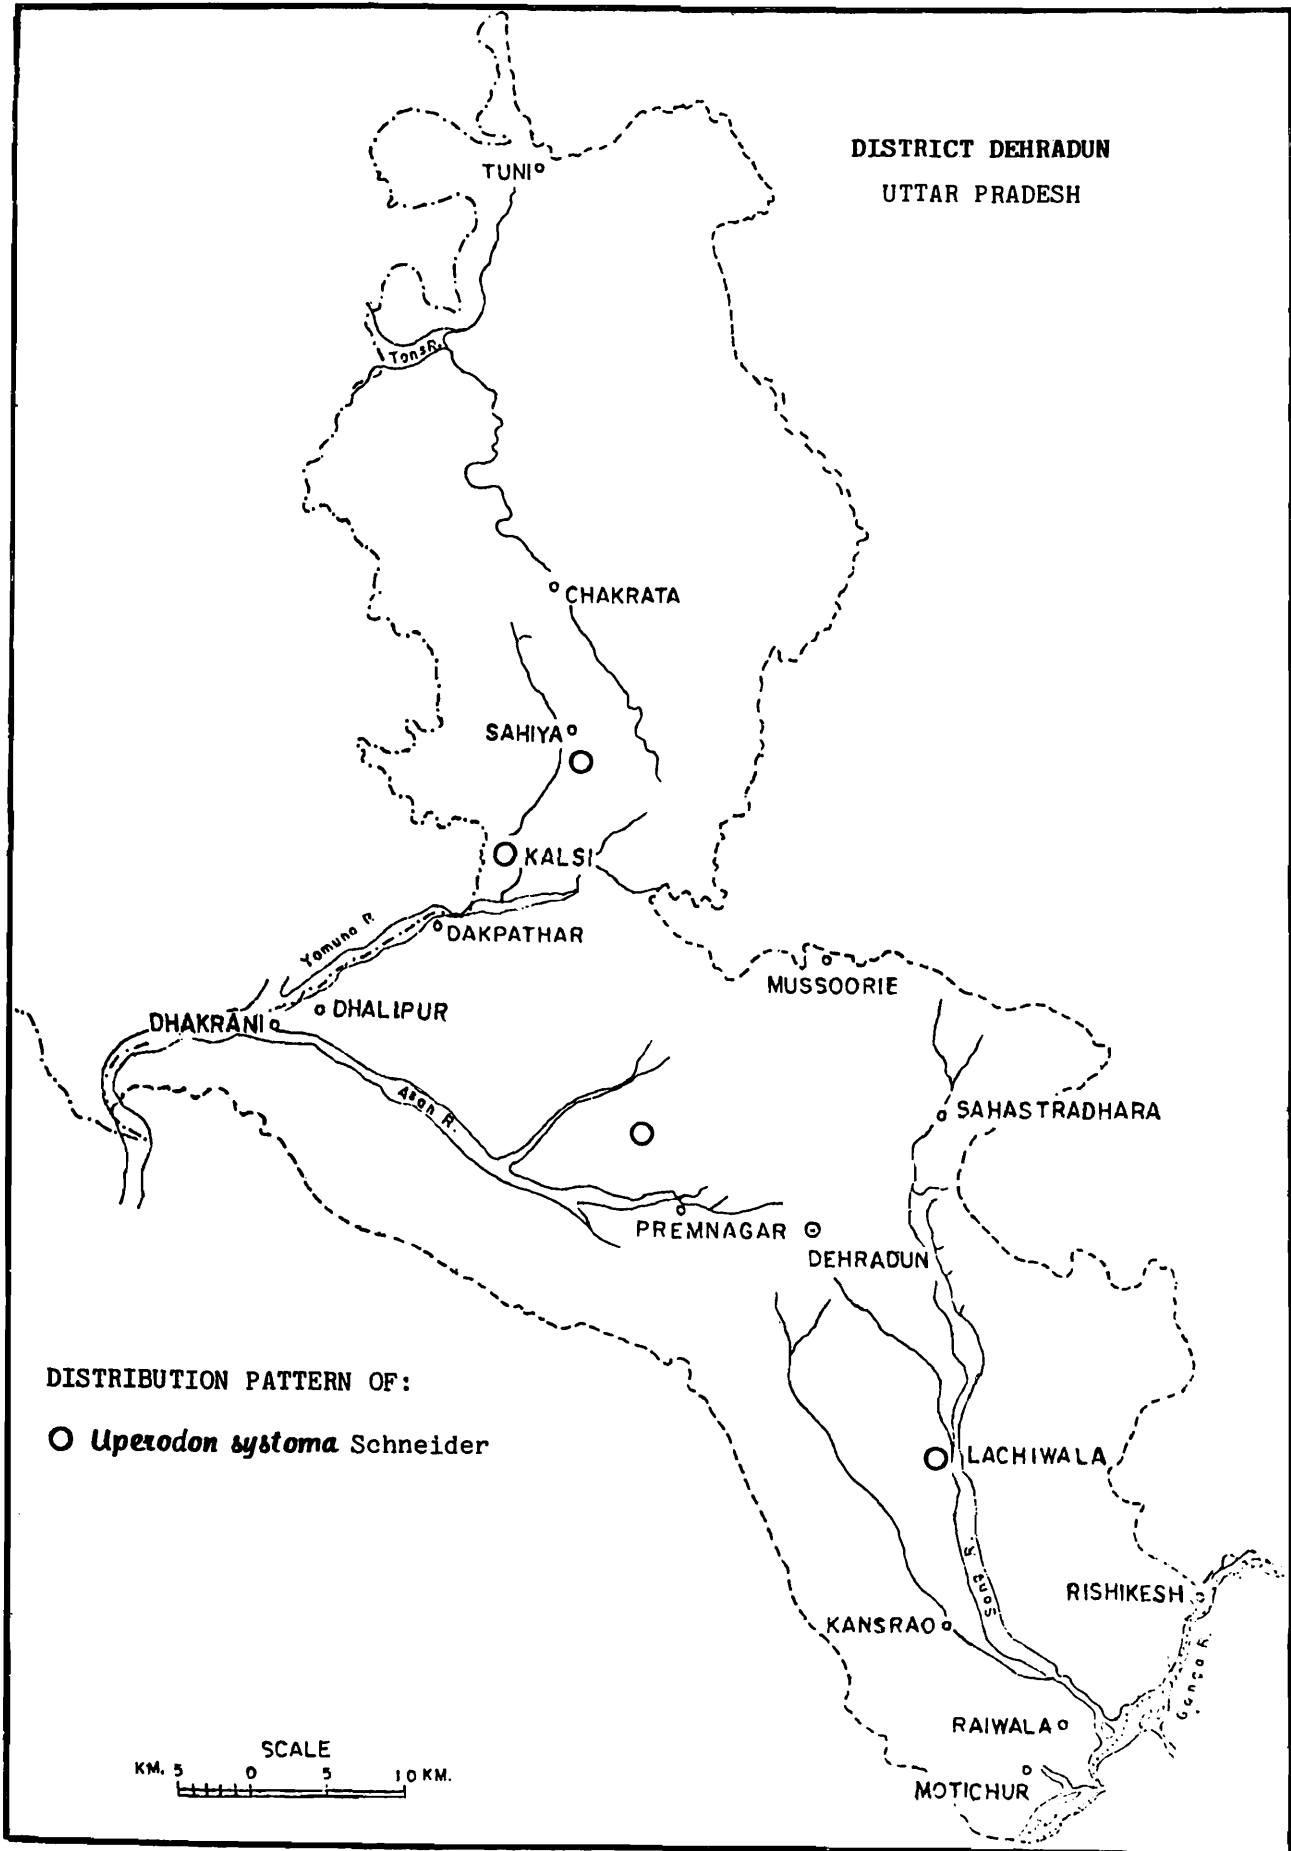 DISTRICT DEHRADUN
UTTAR PRADESH
TUNI
Tons R.
CHAKRATA
SAHIYA
KALSI
Yamuna R.
DAKPATHAR
MUSSOORIE
DHALIPUR
DHAKRANI
Asan R.
SAHASTRADHARA
PREMNAGAR
DEHRADUN
DISTRIBUTION PATTERN OF:
Uperodon systoma Schneider
LACHIWALA
Song R.
RISHIKESH
KANSRAO
Ganga R.
RAIWALA
MOTICHUR
SCALE
KM. 5 0 5 10 KM.